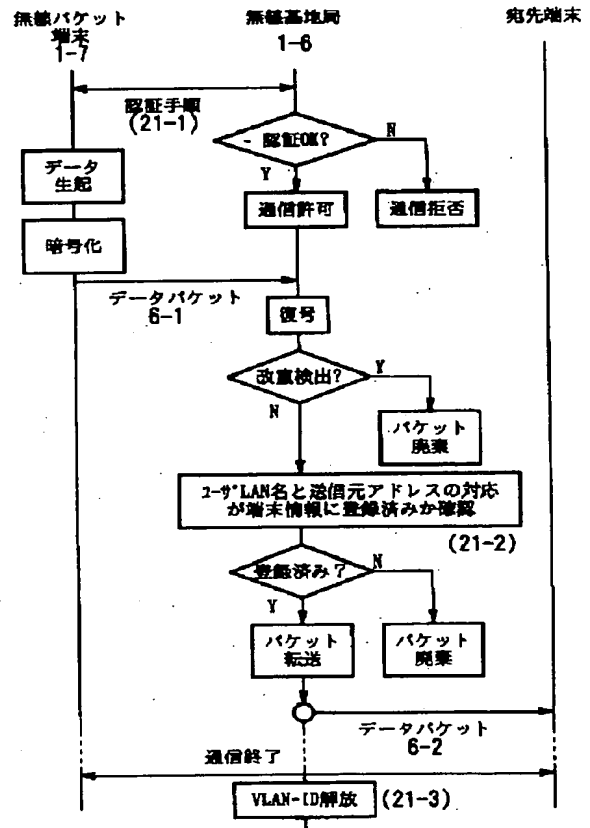 無線パケット
端末
1-7
無線基地局
1-6
宛先端末
認証手順
(21-1)
認証OK?
N
Y
データ
生起
通信許可
通信拒否
暗号化
データパケット
6-1
復号
改竄検出?
Y
N
パケット
廃棄
ユーザLAN名と送信元アドレスの対応
が端末情報に登録済みか確認
(21-2)
登録済み?
N
Y
パケット
転送
パケット
廃棄
データパケット
6-2
通信終了
VLAN-ID解放
(21-3)